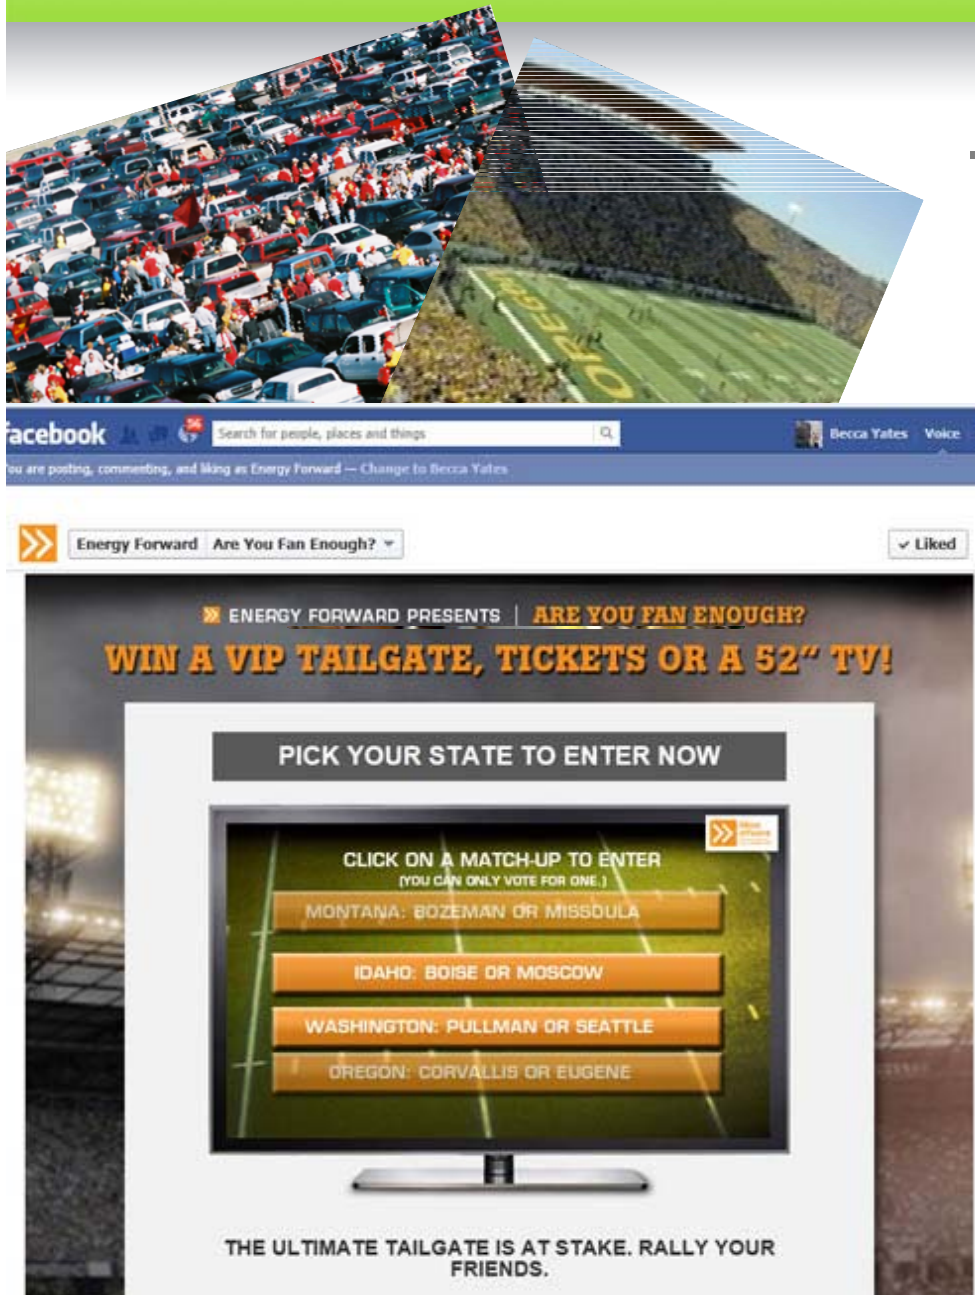 OREGON
facebook
56
Search for people, places and things
Becca Yates Voice
You are posting, commenting, and liking as Energy Forward — Change to Becca Yates
Energy Forward Are You Fan Enough?
Liked
ENERGY FORWARD PRESENTS | ARE YOU FAN ENOUGH?
WIN A VIP TAILGATE, TICKETS OR A 52" TV!
PICK YOUR STATE TO ENTER NOW
CLICK ON A MATCH-UP TO ENTER
(YOU CAN ONLY VOTE FOR ONE.)
MONTANA: BOZEMAN OR MISSOULA
IDAHO: BOISE OR MOSCOW
WASHINGTON: PULLMAN OR SEATTLE
OREGON: CORVALLIS OR EUGENE
THE ULTIMATE TAILGATE IS AT STAKE. RALLY YOUR
FRIENDS.